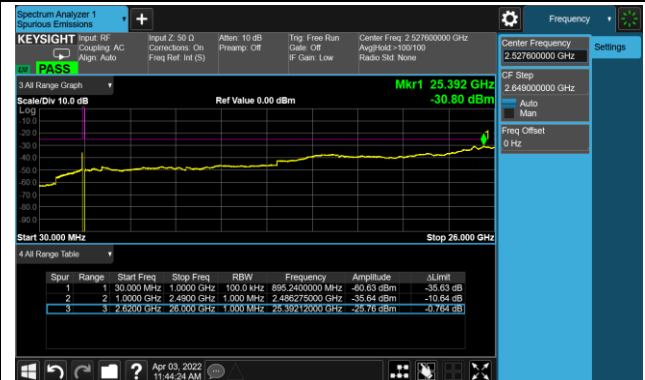 Spectrum Analyzer 1
Spurious Emissions
Frequency
KEYSIGHT
Input: RF
Coupling: AC
Align: Auto
Input Z: 50 Ω
Corrections: On
Freq Ref: Int (S)
Atten: 10 dB
Preamp: Off
Trig: Free Run
Gate: Off
IF Gain: Low
Center Freq: 2.527600000 GHz
Avg|Hold:>100/100
Radio Std: None
PASS
3 All Range Graph
Mkr1 25.392 GHz
-30.80 dBm
Scale/Div 10.0 dB
Ref Value 0.00 dBm
Log
-10.0
-20.0
-30.0
-40.0
-50.0
-60.0
-70.0
-80.0
-90.0
1
Start 30.000 MHz
Stop 26.000 GHz
4 All Range Table
Spur Range Start Freq Stop Freq RBW Frequency Amplitude ΔLimit
1 1 30.000 MHz 1.0000 GHz 100.0 kHz 895.2400000 MHz -60.63 dBm -35.63 dB
2 2 1.0000 GHz 2.4900 GHz 1.000 MHz 2.486275000 GHz -35.64 dBm -10.64 dB
3 3 2.6200 GHz 26.000 GHz 1.000 MHz 25.39212000 GHz -25.76 dBm -0.764 dB
Center Frequency
2.527600000 GHz
Settings
CF Step
2.649000000 GHz
Auto
Man
Freq Offset
0 Hz
?
Apr 03, 2022
11:44:24 AM